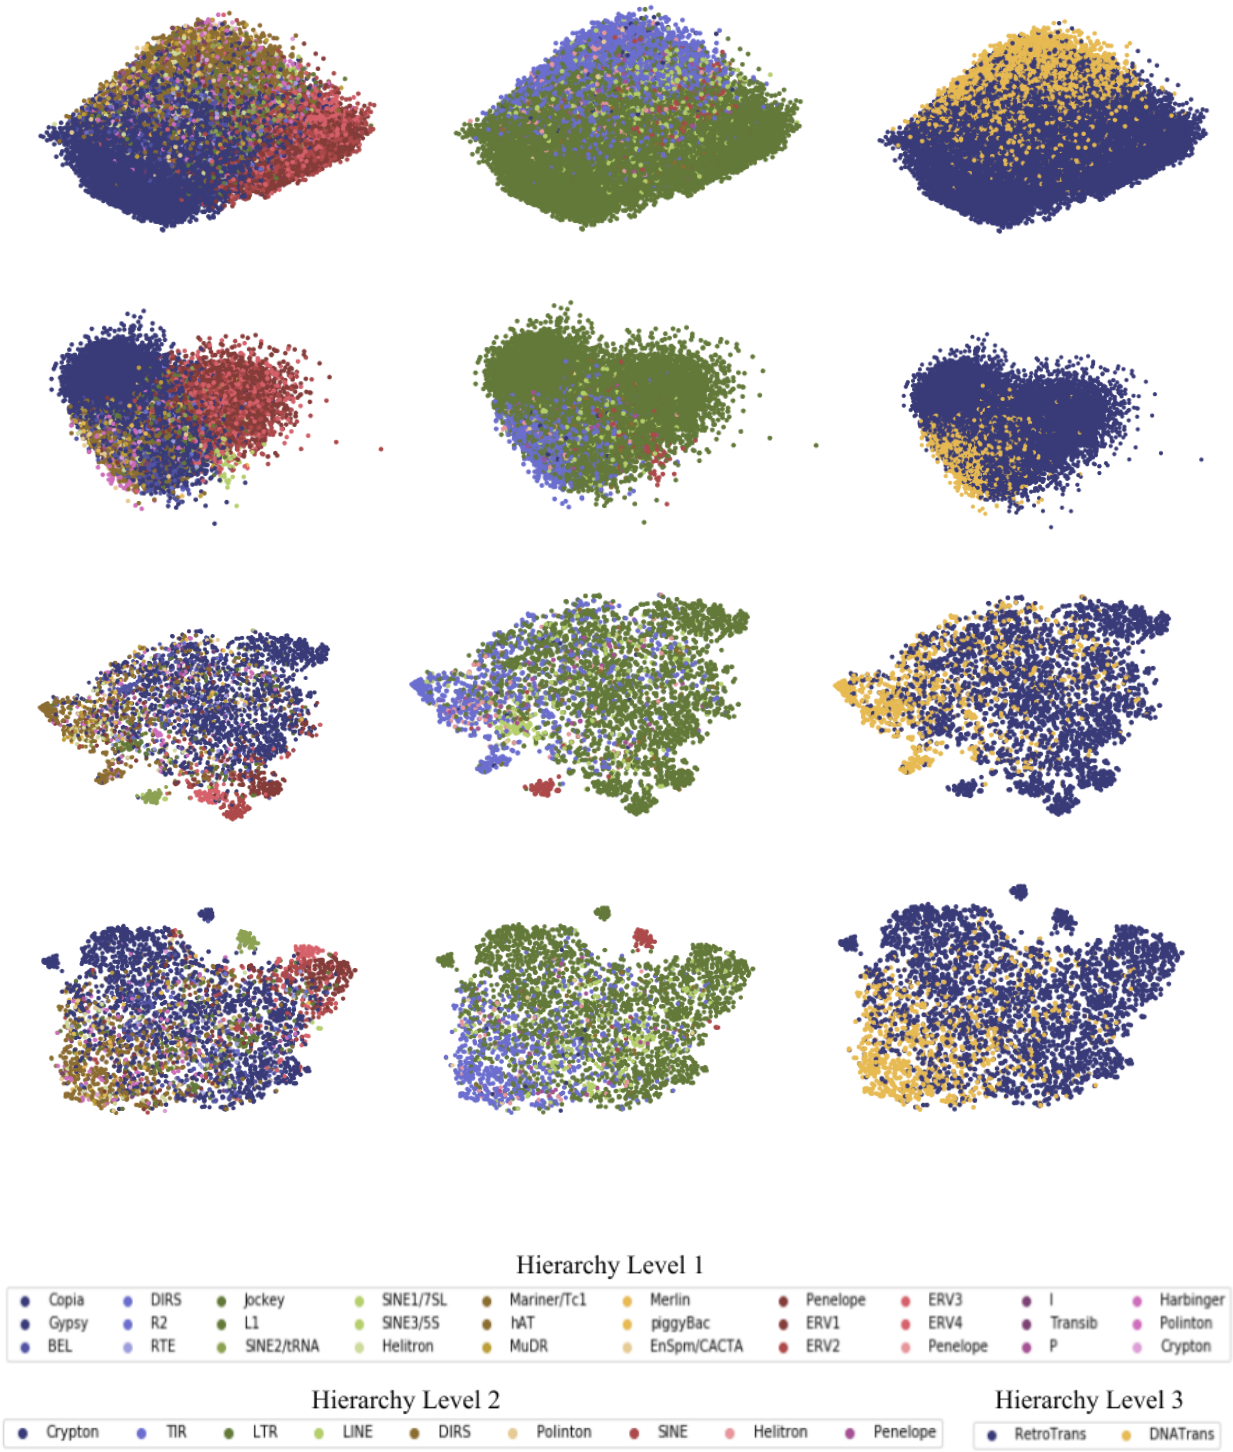 Hierarchy Level 1
Copia DIRS Jockey SINE1/7SL Mariner/Tc1 Merlin Penelope ERV3 I Harbinger
Gypsy R2 L1 SINE3/5S hAT piggyBac ERV1 ERV4 Transib Polinton
BEL RTE SINE2/tRNA Helitron MuDR EnSpm/CACTA ERV2 Penelope P Crypton
Hierarchy Level 2
Crypton TIR LTR LINE DIRS Polinton SINE Helitron Penelope
Hierarchy Level 3
RetroTrans DNATrans